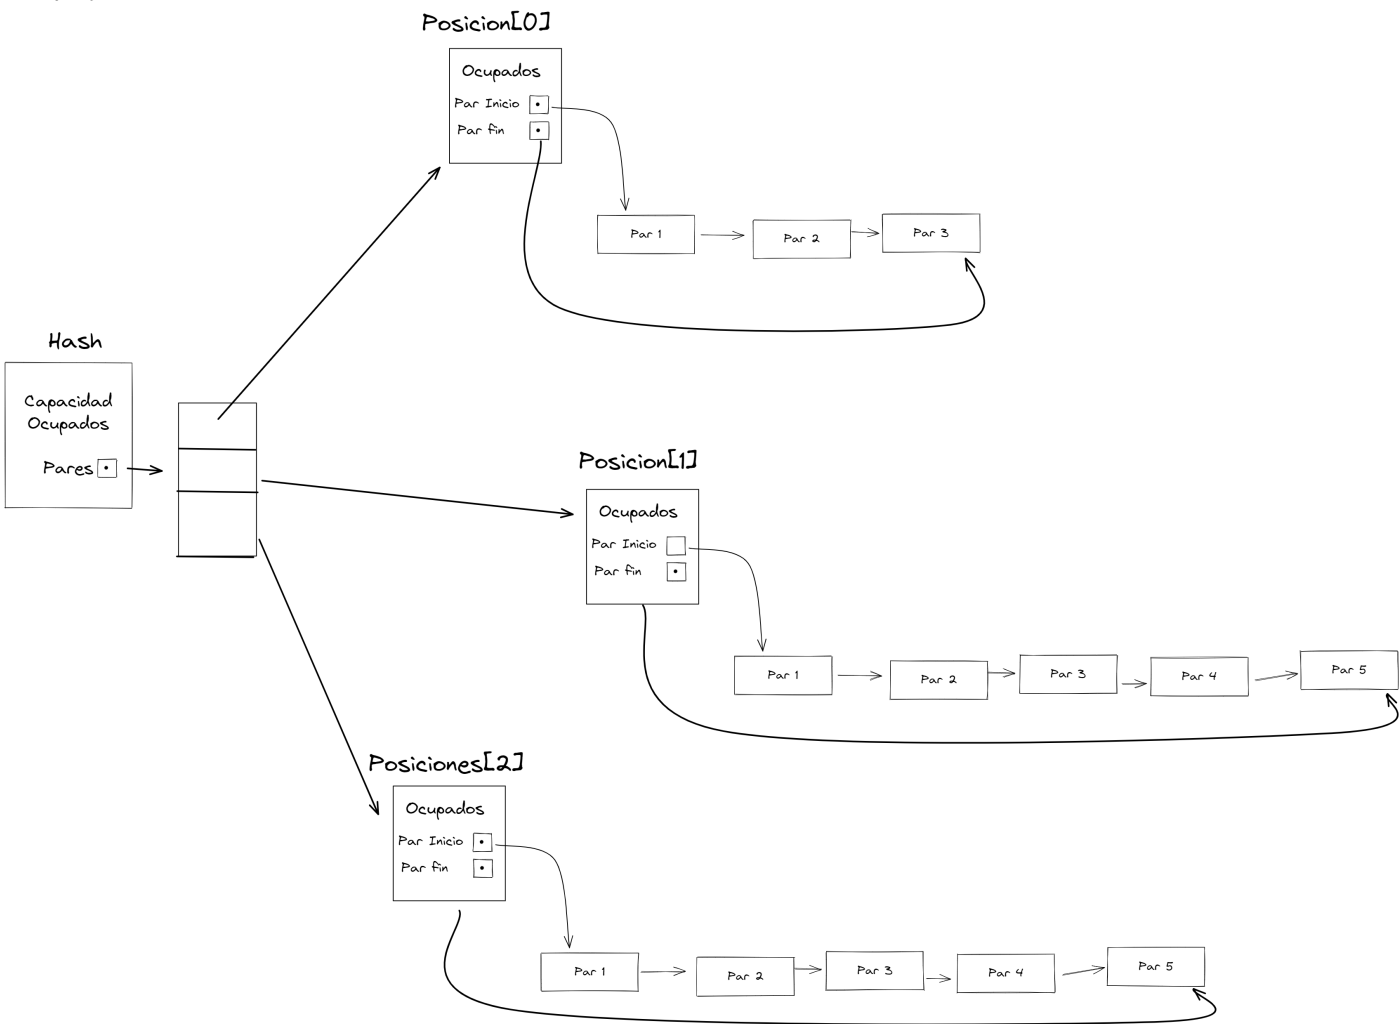 Posicion[0]
Ocupados
Par Inicio
Par fin
Par 1
Par 2
Par 3
Hash
Capacidad
Ocupados
Pares
Posicion[1]
Ocupados
Par Inicio
Par fin
Par 1
Par 2
Par 3
Par 4
Par 5
Posiciones[2]
Ocupados
Par Inicio
Par fin
Par 1
Par 2
Par 3
Par 4
Par 5